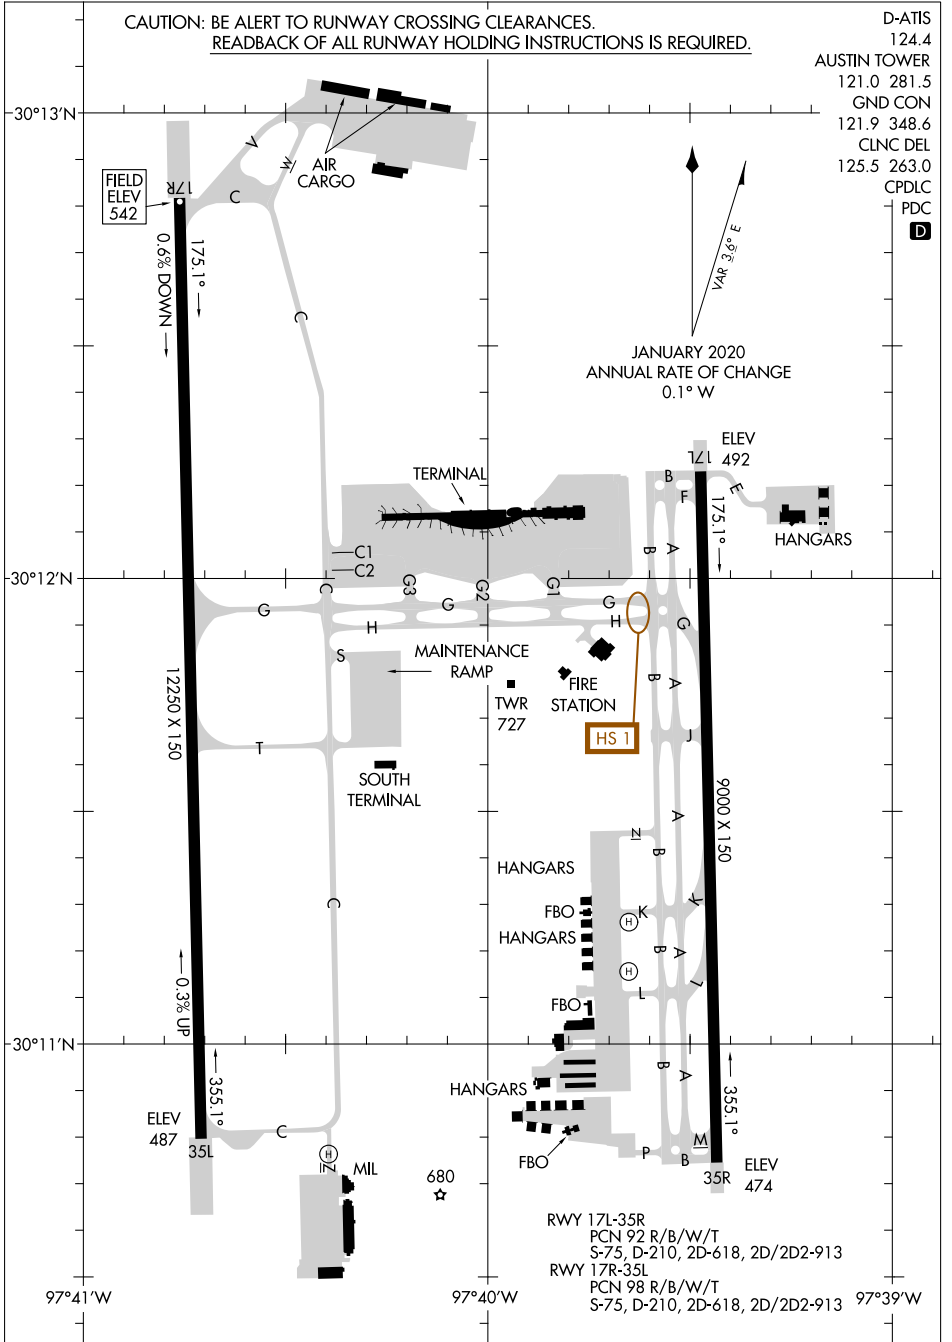 CAUTION: BE ALERT TO RUNWAY CROSSING CLEARANCES.
READBACK OF ALL RUNWAY HOLDING INSTRUCTIONS IS REQUIRED.
D-ATIS
124.4
AUSTIN TOWER
121.0 281.5
GND CON
121.9 348.6
CLNC DEL
125.5 263.0
CPDLC
PDC
D
30°13'N
V
W
AIR
CARGO
FIELD
ELEV
542
17R
C
175.1°
0.6% DOWN
C
VAR 3.6° E
JANUARY 2020
ANNUAL RATE OF CHANGE
0.1° W
ELEV
492
17L
TERMINAL
B
F
E
175.1°
HANGARS
B
A
C1
C2
30°12'N
C
G3
G2
G1
G
G
G
H
H
G
S
MAINTENANCE
RAMP
TWR
727
FIRE
STATION
B
A
12250 X 150
HS 1
J
T
SOUTH
TERMINAL
9000 X 150
A
N
B
HANGARS
C
FBO
K
K
H
HANGARS
B
A
H
L
L
0.3% UP
FBO
30°11'N
355.1°
B
A
HANGARS
355.1°
ELEV
487
35L
C
H
N
MIL
P
M
B
FBO
35R
ELEV
474
680
RWY 17L-35R
PCN 92 R/B/W/T
S-75, D-210, 2D-618, 2D/2D2-913
RWY 17R-35L
PCN 98 R/B/W/T
S-75, D-210, 2D-618, 2D/2D2-913
97°41'W
97°40'W
97°39'W